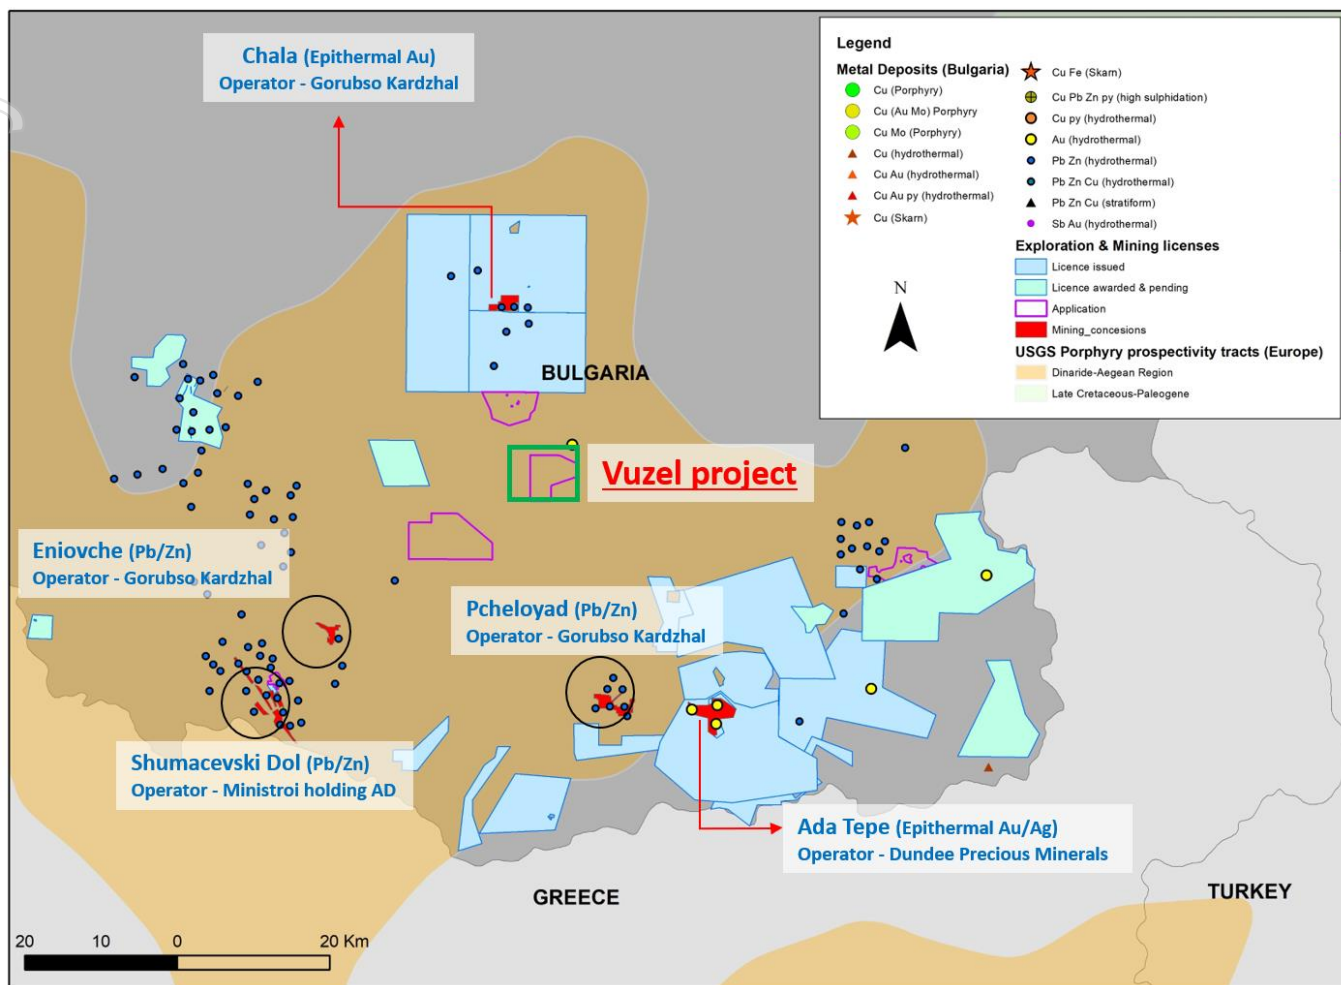 Chala (Epithermal Au)
Operator - Gorubso Kardzhal
Legend
Metal Deposits (Bulgaria)
Cu (Porphyry)
Cu (Au Mo) Porphyry
Cu Mo (Porphyry)
Cu (hydrothermal)
Cu Au (hydrothermal)
Cu Au py (hydrothermal)
Cu (Skarn)
Cu Fe (Skarn)
Cu Pb Zn py (high sulphidation)
Cu py (hydrothermal)
Au (hydrothermal)
Pb Zn (hydrothermal)
Pb Zn Cu (hydrothermal)
Pb Zn Cu (stratiform)
Sb Au (hydrothermal)
Exploration & Mining licenses
Licence issued
Licence awarded & pending
Application
Mining_concesions
USGS Porphyry prospectivity tracts (Europe)
Dinaride-Aegean Region
Late Cretaceous-Paleogene
N
BULGARIA
Vuzel project
Eniovche (Pb/Zn)
Operator - Gorubso Kardzhal
Pcheloyad (Pb/Zn)
Operator - Gorubso Kardzhal
Shumacevski Dol (Pb/Zn)
Operator - Ministroi holding AD
Ada Tepe (Epithermal Au/Ag)
Operator - Dundee Precious Minerals
GREECE
TURKEY
20 10 0 20 Km